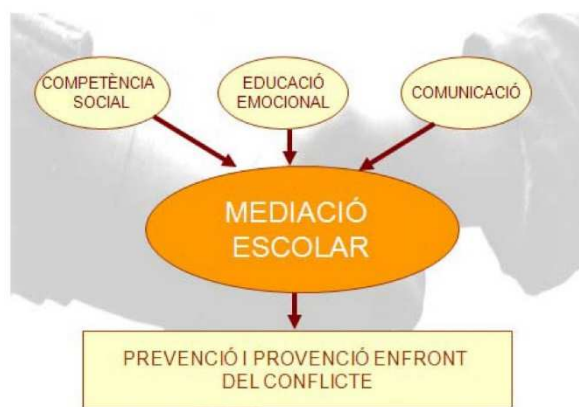 COMPETÈNCIA
SOCIAL
EDUCACIÓ
EMOCIONAL
COMUNICACIÓ
MEDIACIÓ
ESCOLAR
PREVENCIÓ I PROVENCIÓ ENFRONT
DEL CONFLICTE